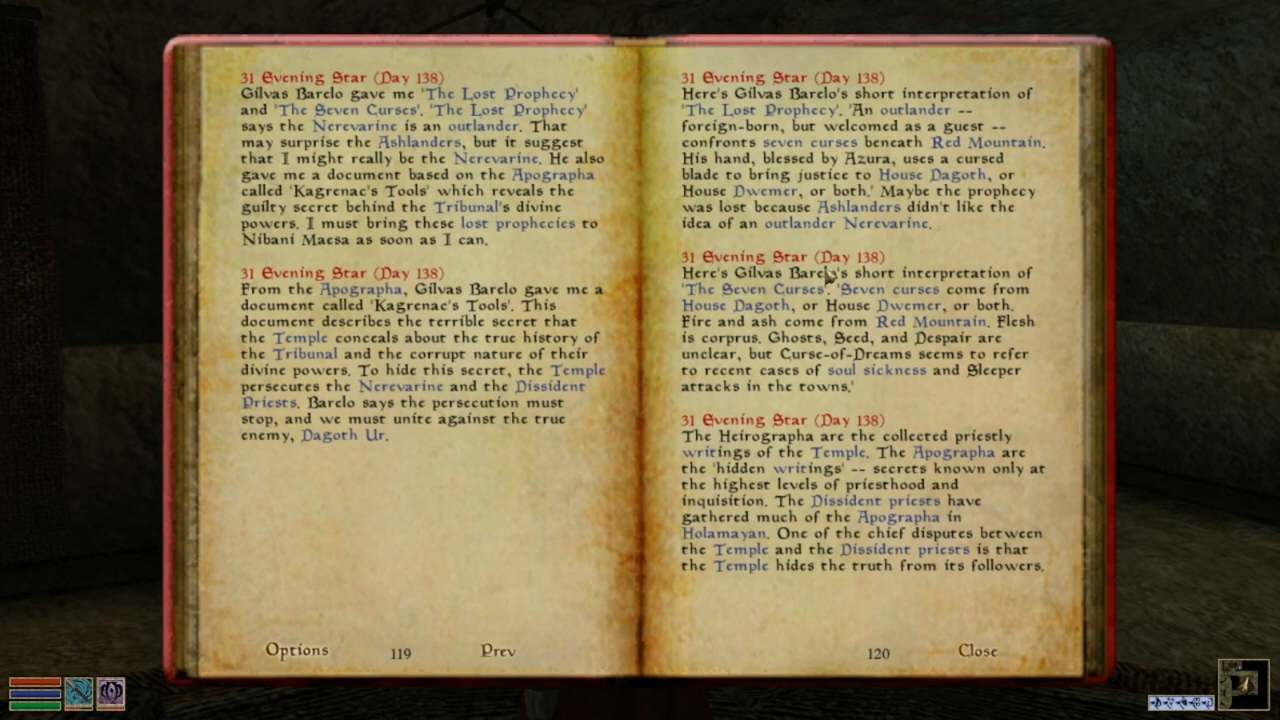 31 Evening Star (Day 138)
Gilvas Barelo gave me 'The Lost Prophecy'
and 'The Seven Curses'. 'The Lost Prophecy'
says the Nerevarine is an outlander. That
may surprise the Ashlanders, but it suggest
that I might really be the Nerevarine. He also
gave me a document based on the Apographa
called 'Kagrenac's Tools' which reveals the
guilty secret behind the Tribunal's divine
powers. I must bring these lost prophecies to
Nibani Maesa as soon as I can.
31 Evening Star (Day 138)
From the Apographa, Gilvas Barelo gave me a
document called 'Kagrenac's Tools'. This
document describes the terrible secret that
the Temple conceals about the true history of
the Tribunal and the corrupt nature of their
divine powers. To hide this secret, the Temple
persecutes the Nerevarine and the Dissident
Priests. Barelo says the persecution must
stop, and we must unite against the true
enemy, Dagoth Ur.
Options 119 Prev
31 Evening Star (Day 138)
Here's Gilvas Barelo's short interpretation of
'The Lost Prophecy'. 'An outlander --
foreign-born, but welcomed as a guest --
confronts seven curses beneath Red Mountain.
His hand, blessed by Azura, uses a cursed
blade to bring justice to House Dagoth, or
House Dwemer, or both.' Maybe the prophecy
was lost because Ashlanders didn't like the
idea of an outlander Nerevarine.
31 Evening Star (Day 138)
Here's Gilvas Barelo's short interpretation of
'The Seven Curses'. 'Seven curses come from
House Dagoth, or House Dwemer, or both.
Fire and ash come from Red Mountain. Flesh
is corprus. Ghosts, Seed, and Despair are
unclear, but Curse-of-Dreams seems to refer
to recent cases of soul sickness and Sleeper
attacks in the towns.'
31 Evening Star (Day 138)
The Heirographa are the collected priestly
writings of the Temple. The Apographa are
the 'hidden writings' -- secrets known only at
the highest levels of priesthood and
inquisition. The Dissident priests have
gathered much of the Apographa in
Holamayan. One of the chief disputes between
the Temple and the Dissident priests is that
the Temple hides the truth from its followers.
120 Close